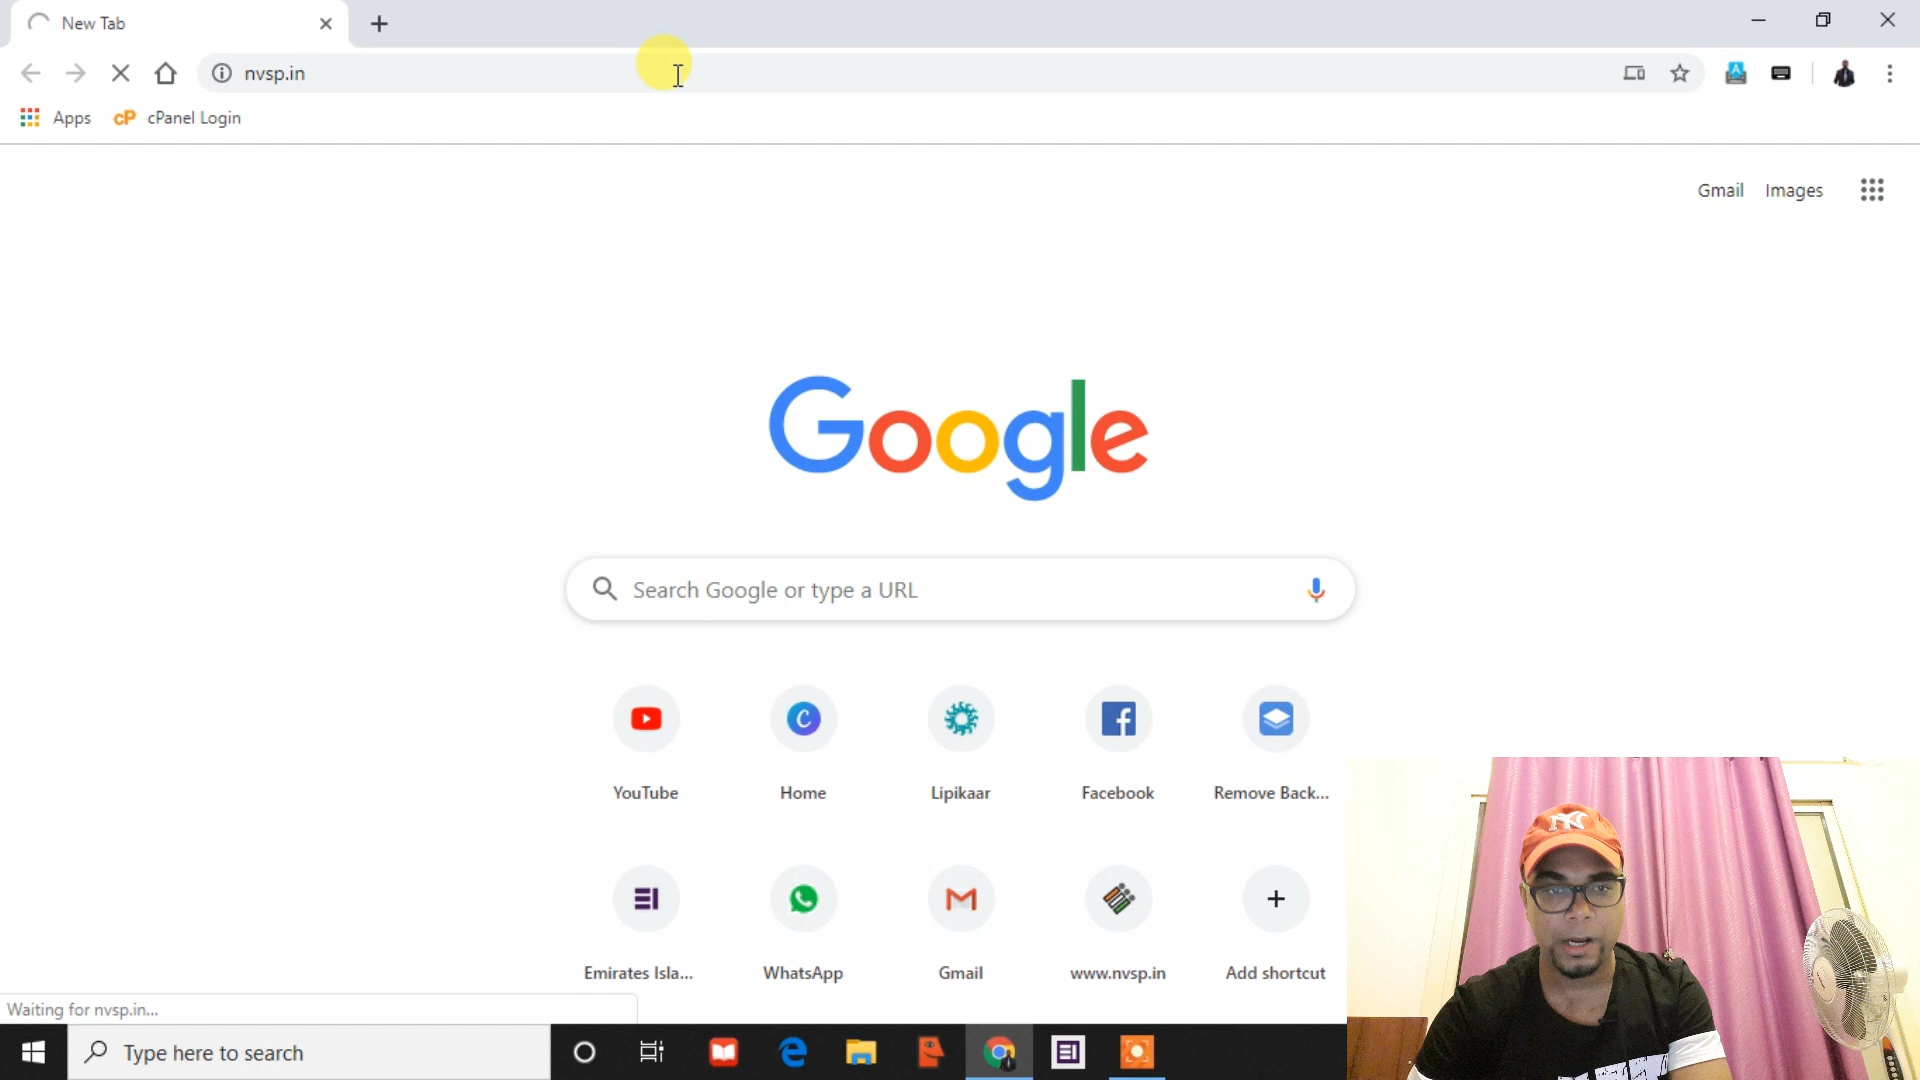 New Tab
nvsp.in
Apps
cP
cPanel Login
Gmail
Images
Google
Search Google or type a URL
YouTube
Home
Lipikaar
Facebook
Remove Back...
Emirates Isla...
WhatsApp
Gmail
www.nvsp.in
Add shortcut
Waiting for nvsp.in...
Type here to search